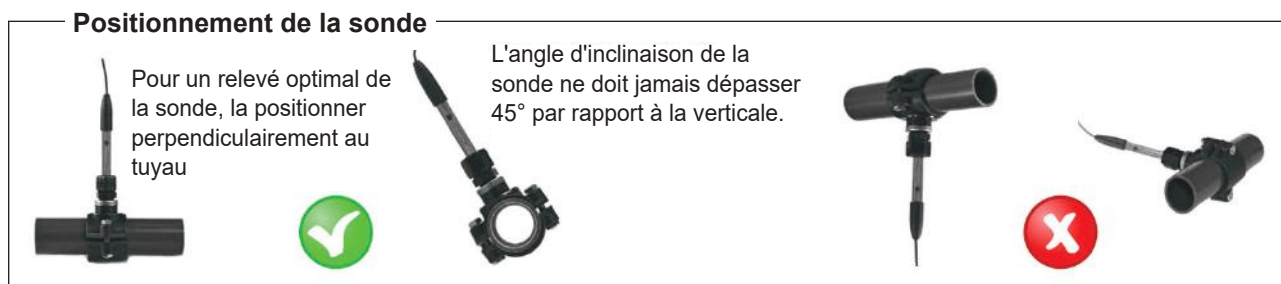 Positionnement de la sonde
Pour un relevé optimal de
la sonde, la positionner
perpendiculairement au
tuyau
L'angle d'inclinaison de la
sonde ne doit jamais dépasser
45° par rapport à la verticale.